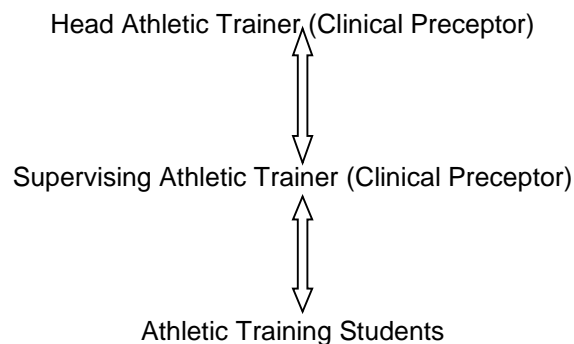 Head Athletic Trainer (Clinical Preceptor)
Supervising Athletic Trainer (Clinical Preceptor)
Athletic Training Students